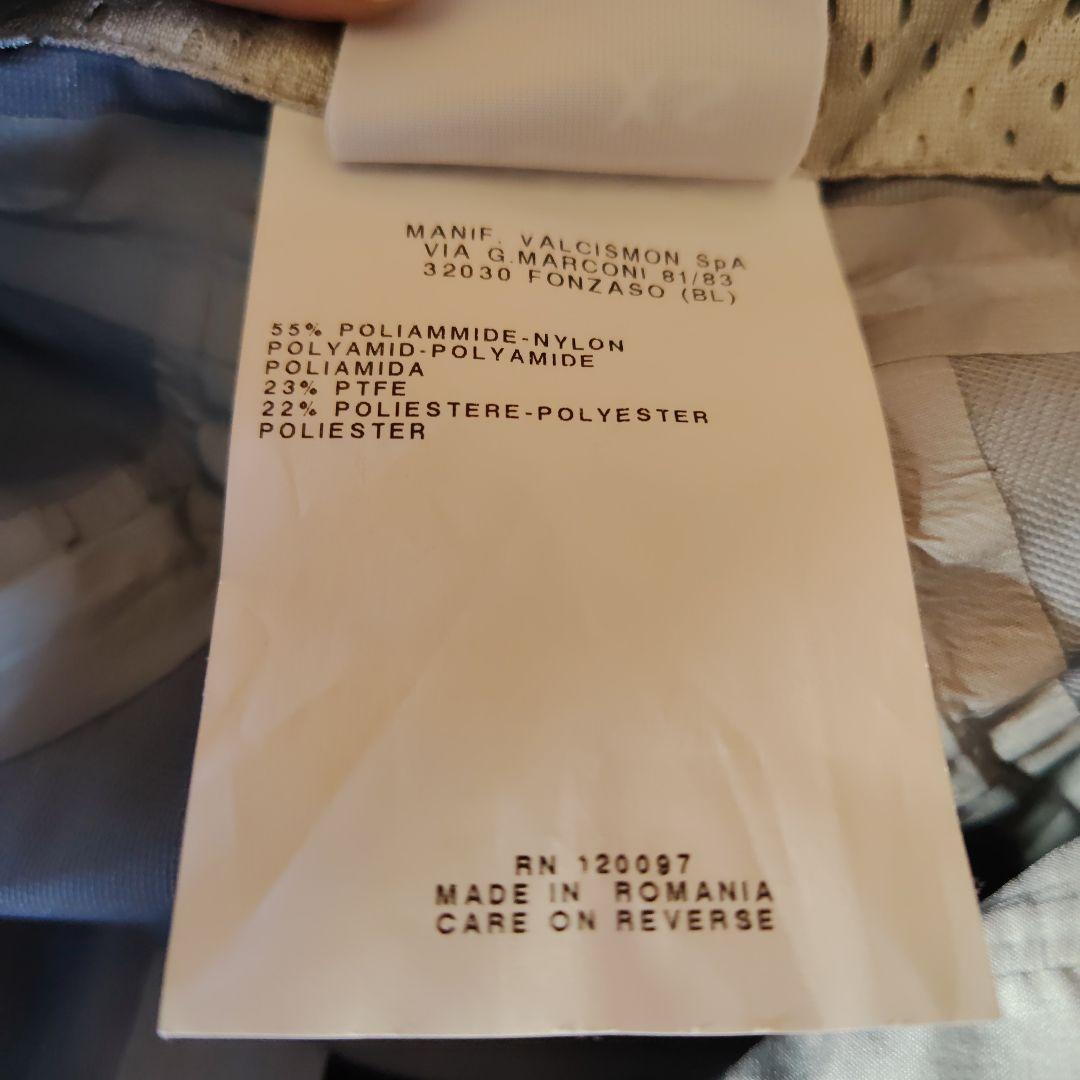 MANIF. VALCISMON SpA
VIA G.MARCONI 81/83
32030 FONZASO (BL)
55% POLIAMMIDE-NYLON
POLYAMID-POLYAMIDE
POLIAMIDA
23% PTFE
22% POLIESTERE-POLYESTER
POLIESTER
RN 120097
MADE IN ROMANIA
CARE ON REVERSE